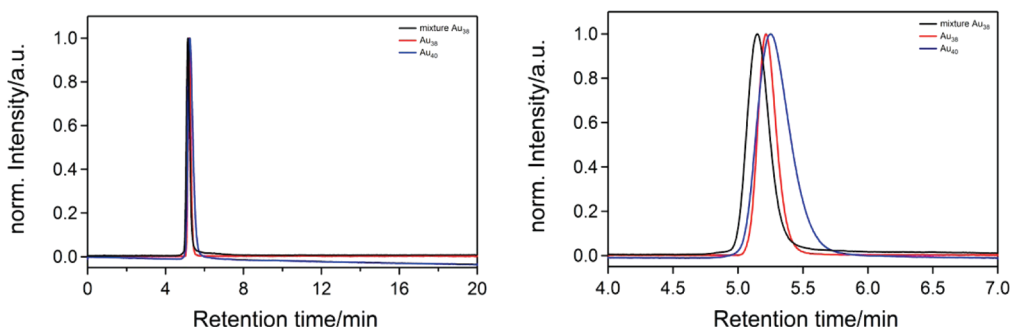 norm. Intensity/a.u.
1.0
0.8
0.6
0.4
0.2
0.0
mixture Au₃₈
Au₃₈
Au₄₀
0 4 8 12 16 20
Retention time/min
norm. Intensity/a.u.
1.0
0.8
0.6
0.4
0.2
0.0
mixture Au₃₈
Au₃₈
Au₄₀
4.0 4.5 5.0 5.5 6.0 6.5 7.0
Retention time/min